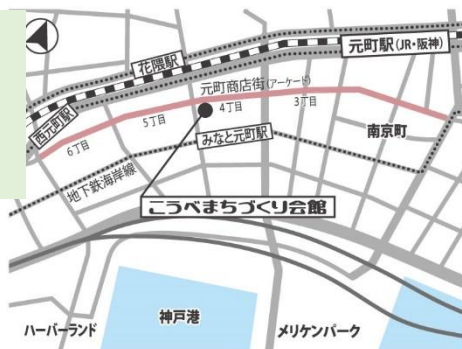 元町駅(JR・阪神)
花隈駅
元町商店街(アーケード)
西元町駅
6丁目
5丁目
4丁目
3丁目
みなと元町駅
南京町
地下鉄海岸線
こうべまちづくり会館
ハーバーランド
神戸港
メリケンパーク